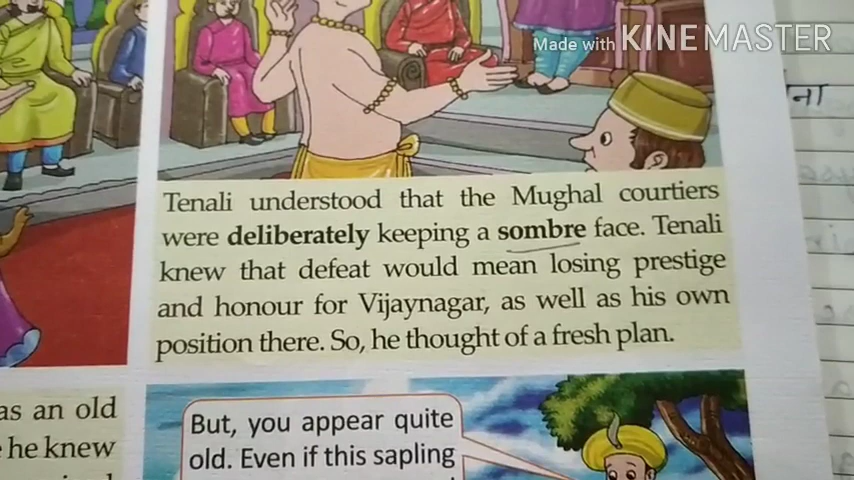 Made with KINEMASTER
Tenali understood that the Mughal courtiers
were deliberately keeping a sombre face. Tenali
knew that defeat would mean losing prestige
and honour for Vijaynagar, as well as his own
position there. So, he thought of a fresh plan.
as an old
he knew
But, you appear quite
old. Even if this sapling